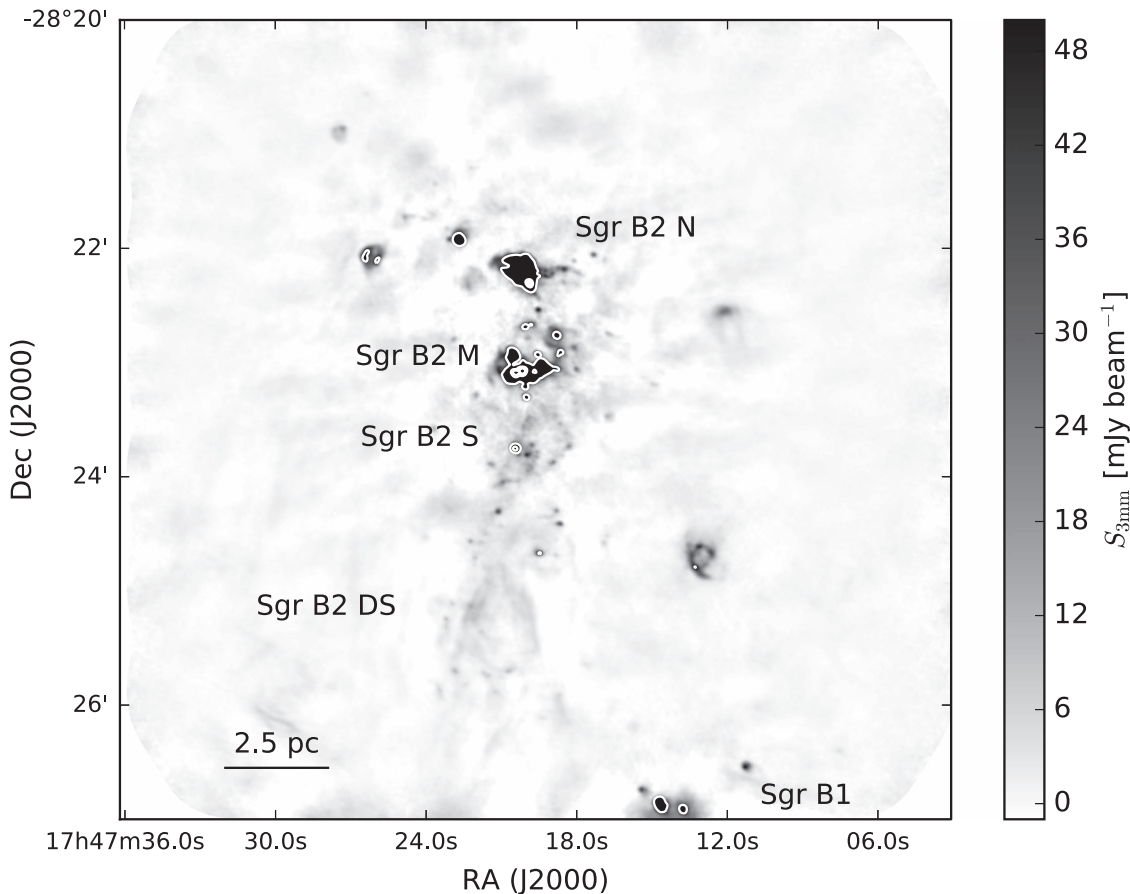 -28°20'
22'
24'
26'
Dec (J2000)
Sgr B2 N
Sgr B2 M
Sgr B2 S
Sgr B2 DS
2.5 pc
Sgr B1
17h47m36.0s 30.0s 24.0s 18.0s 12.0s 06.0s
RA (J2000)
48
42
36
30
24
18
12
6
0
S3mm [mJy beam−1]